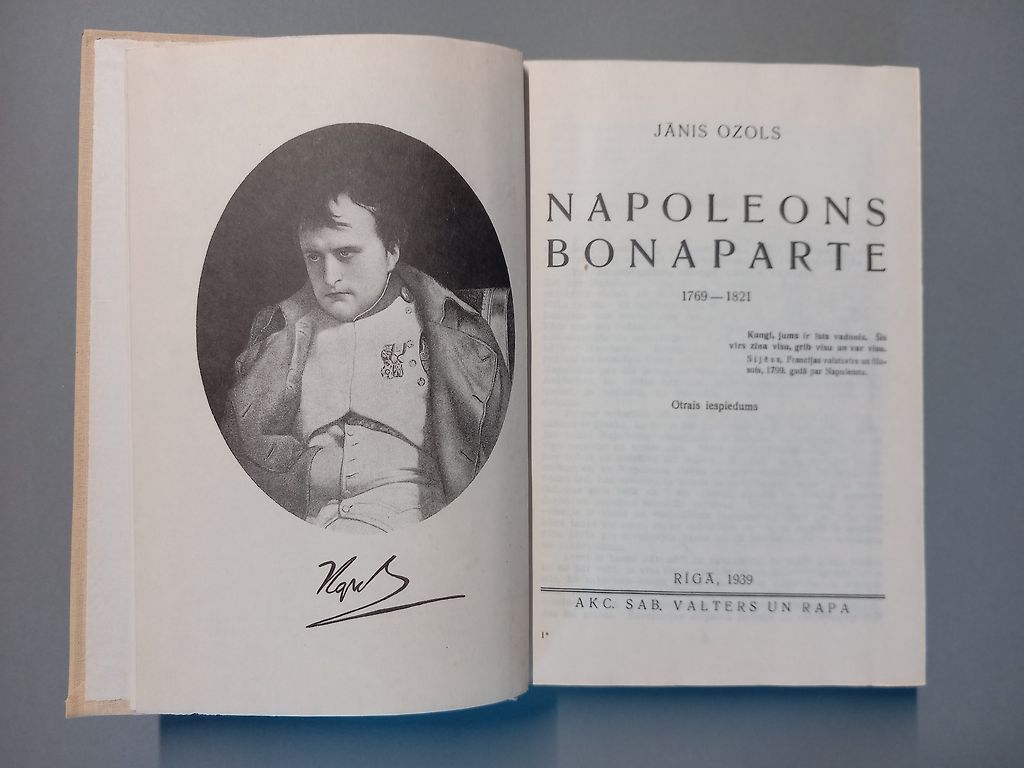 Nap
JĀNIS OZOLS
NAPOLEONS
BONAPARTE
1769—1821
Kungi, jums ir īsts vadonis. Šis
vīrs zina visu, grib visu un var visu.
Sijēss, Francijas valstsvīrs un filo-
sofs, 1799. gadā par Napoleonu.
Otrais iespiedums
RĪGĀ, 1939
AKC. SAB. VALTERS UN RAPA
1*